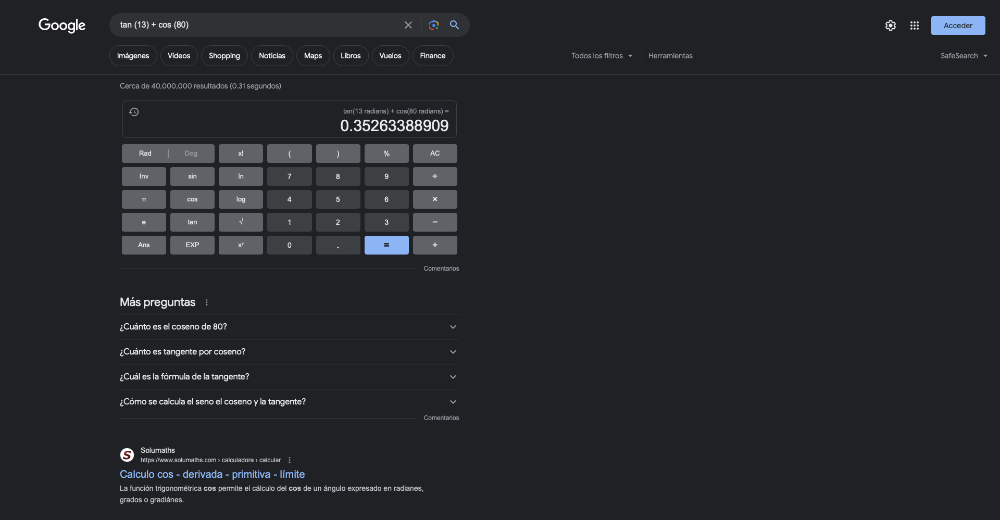 Google
tan (13) + cos (80)
Acceder
Imágenes
Vídeos
Shopping
Noticias
Maps
Libros
Vuelos
Finance
Todos los filtros
Herramientas
SafeSearch
Cerca de 40,000,000 resultados (0.31 segundos)
tan(13 radians) + cos(80 radians) =
0.35263388909
Rad | Deg
x!
(
)
%
AC
Inv
sin
ln
7
8
9
÷
π
cos
log
4
5
6
×
e
tan
√
1
2
3
−
Ans
EXP
xʸ
0
.
=
+
Comentarios
Más preguntas
¿Cuánto es el coseno de 80?
¿Cuánto es tangente por coseno?
¿Cuál es la fórmula de la tangente?
¿Cómo se calcula el seno el coseno y la tangente?
Comentarios
S
Solumaths
https://www.solumaths.com › calculadora › calcular
Calculo cos - derivada - primitiva - límite
La función trigonométrica cos permite el cálculo del cos de un ángulo expresado en radianes,
grados o gradiánes.